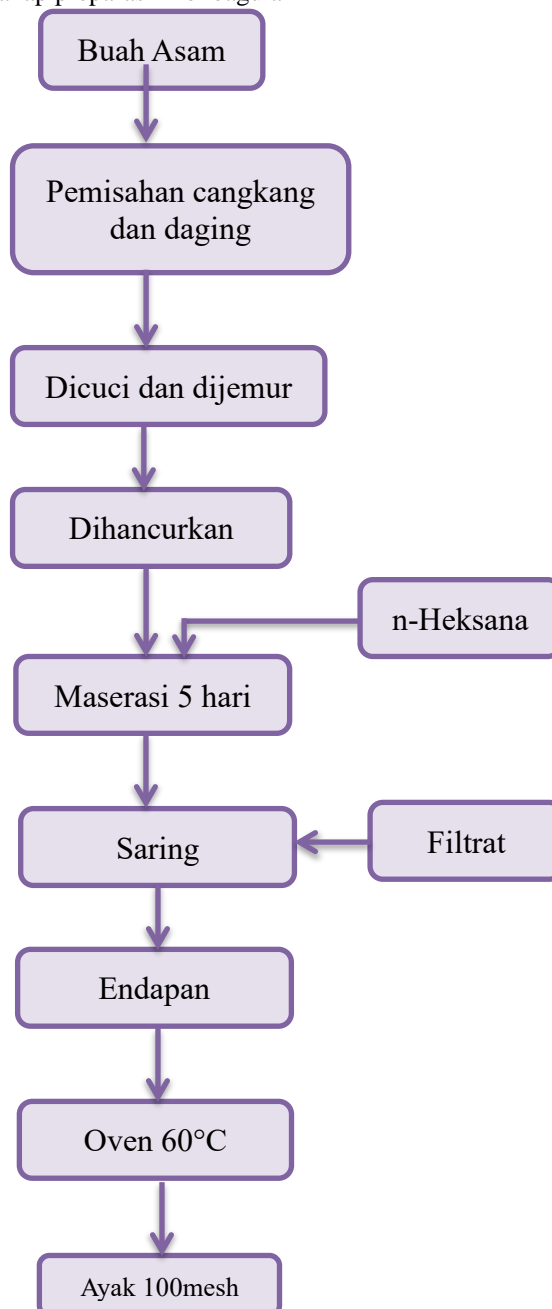 Buah Asam
Pemisahan cangkang
dan daging
Dicuci dan dijemur
Dihancurkan
n-Heksana
Maserasi 5 hari
Saring
Filtrat
Endapan
Oven 60°C
Ayak 100mesh